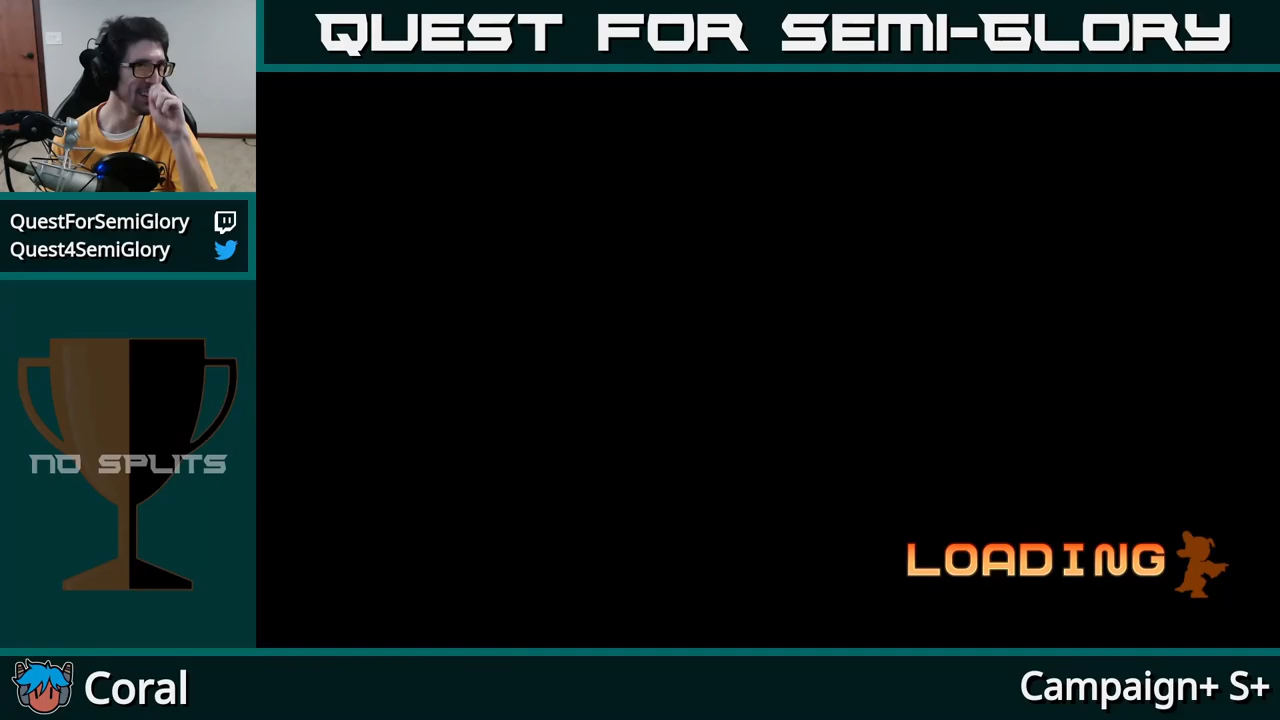 QUEST FOR SEMI-GLORY
QuestForSemiGlory
Quest4SemiGlory
NO SPLITS
LOADING
Coral
Campaign+ S+